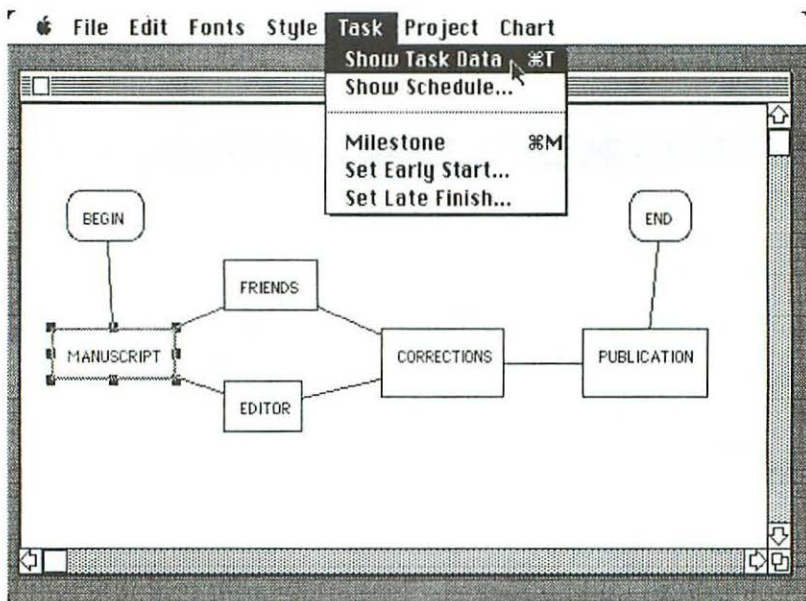 File Edit Fonts Style Task Project Chart
Show Task Data ⌘T
Show Schedule...
Milestone ⌘M
Set Early Start...
Set Late Finish...
BEGIN
END
FRIENDS
MANUSCRIPT
CORRECTIONS
PUBLICATION
EDITOR